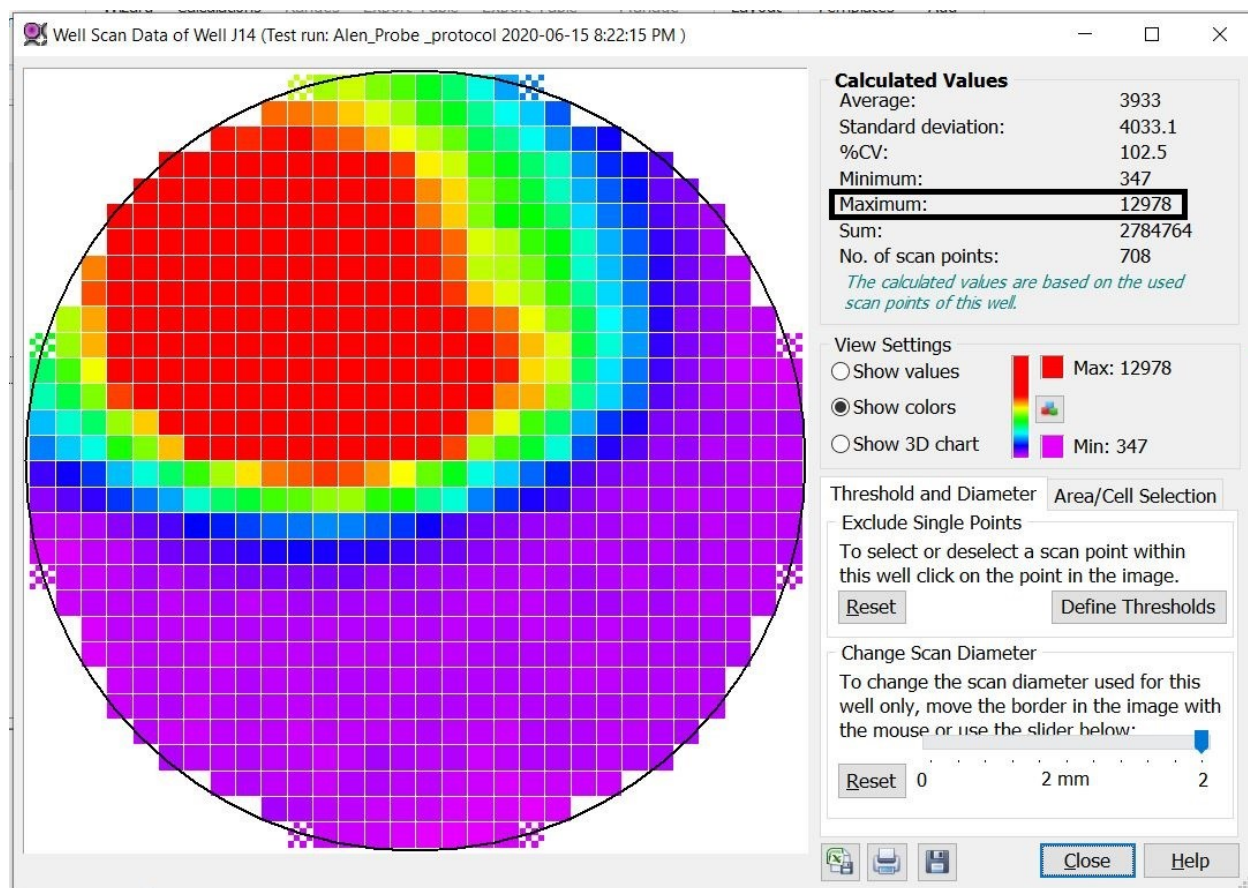 Well Scan Data of Well J14 (Test run: Alen_Probe _protocol 2020-06-15 8:22:15 PM )
Calculated Values
Average: 3933
Standard deviation: 4033.1
%CV: 102.5
Minimum: 347
Maximum: 12978
Sum: 2784764
No. of scan points: 708
The calculated values are based on the used
scan points of this well.
View Settings
Show values
Show colors
Show 3D chart
Max: 12978
Min: 347
Threshold and Diameter
Area/Cell Selection
Exclude Single Points
To select or deselect a scan point within
this well click on the point in the image.
Reset
Define Thresholds
Change Scan Diameter
To change the scan diameter used for this
well only, move the border in the image with
the mouse or use the slider below:
Reset 0 2 mm 2
Close Help